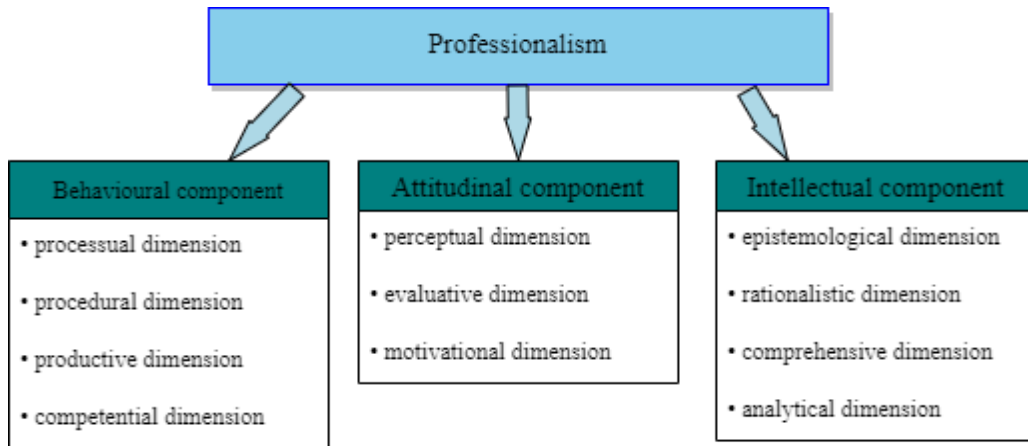 Professionalism
Behavioural component
• processual dimension
• procedural dimension
• productive dimension
• competential dimension
Attitudinal component
• perceptual dimension
• evaluative dimension
• motivational dimension
Intellectual component
• epistemological dimension
• rationalistic dimension
• comprehensive dimension
• analytical dimension